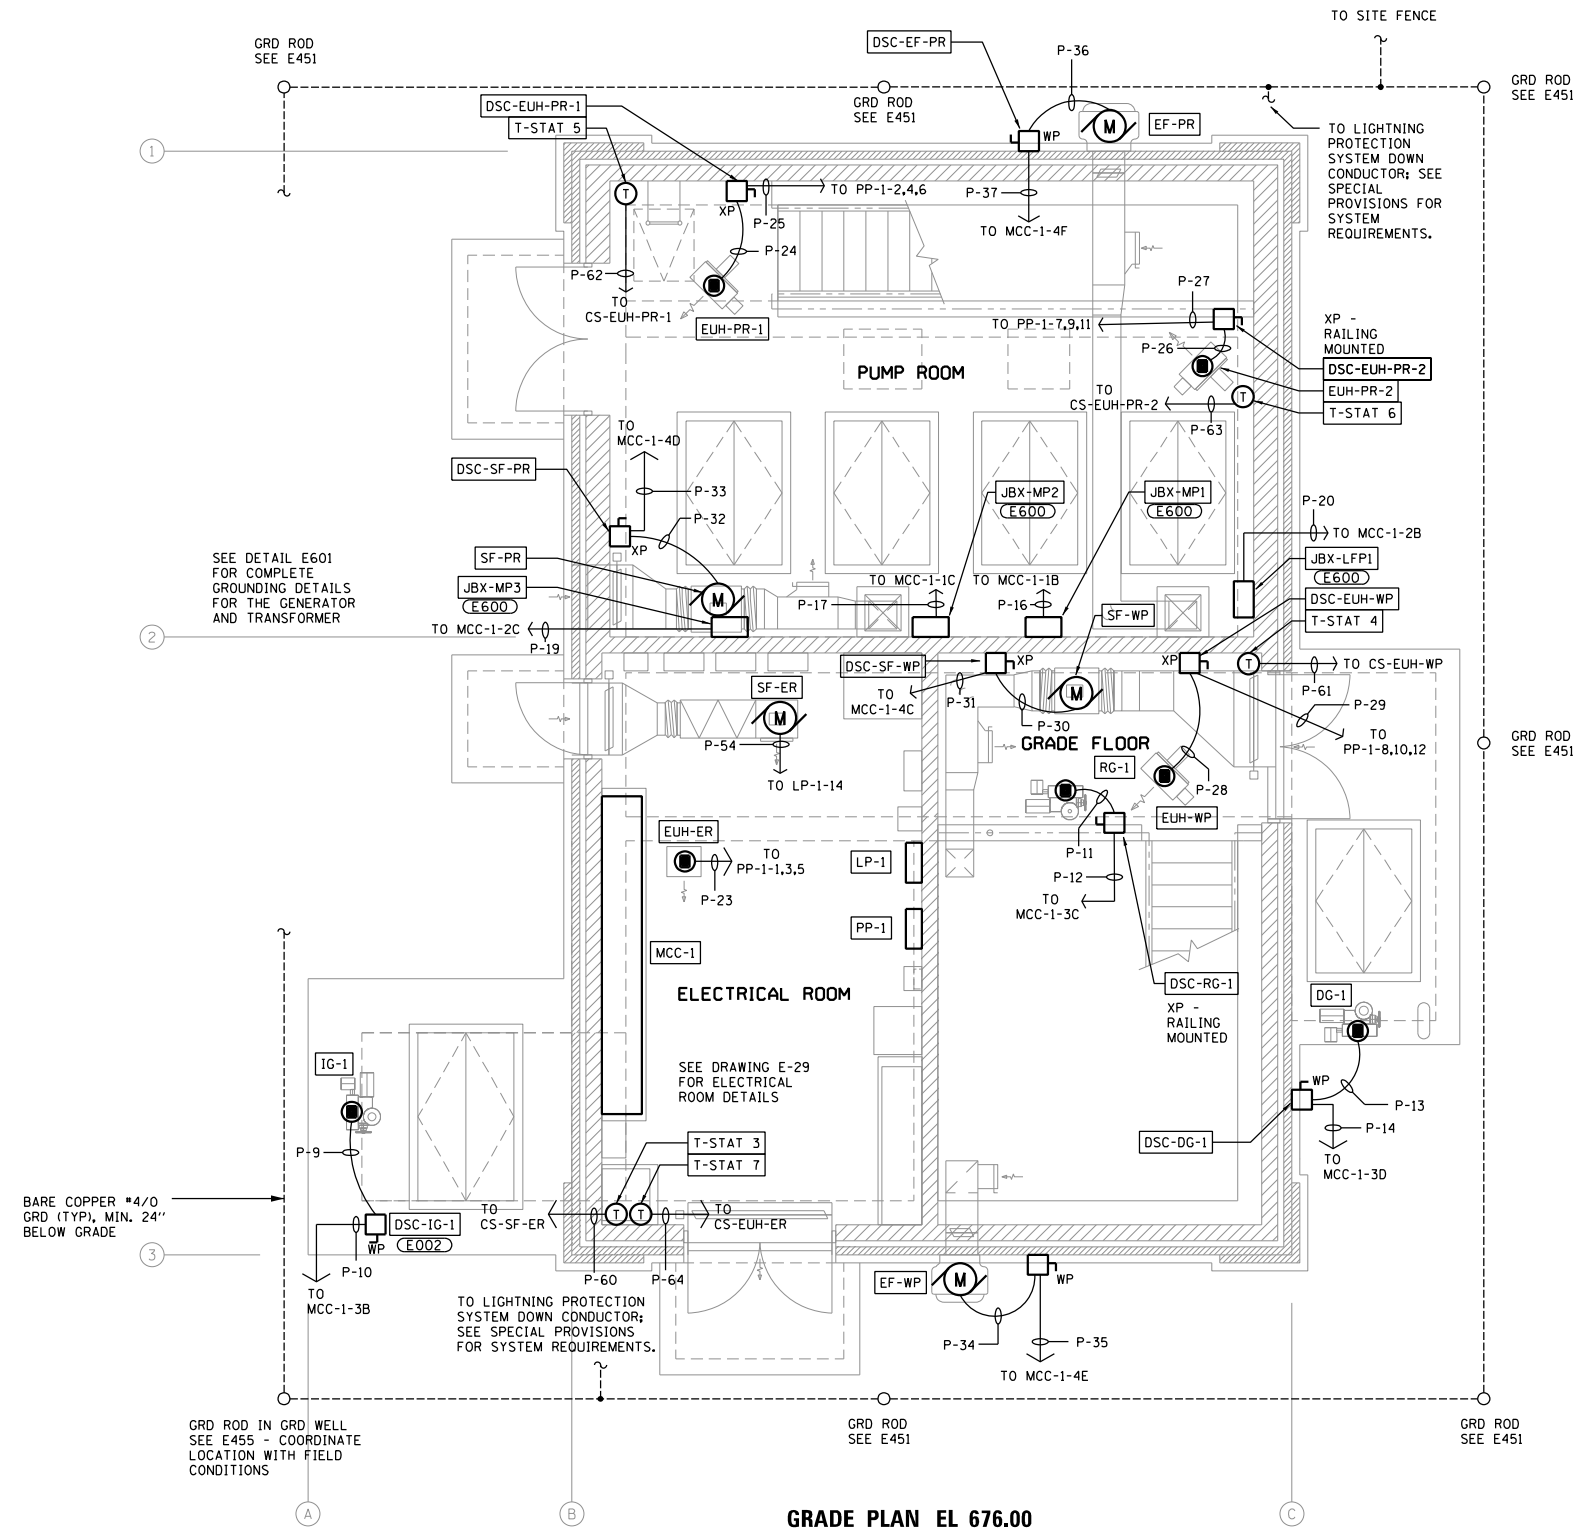 TO SITE FENCE
GRD ROD
SEE E451
DSC-EF-PR
P-36
GRD ROD
SEE E451
GRD ROD
SEE E451
DSC-EUH-PR-1
T-STAT 5
WP
EF-PR
TO LIGHTNING
PROTECTION
SYSTEM DOWN
CONDUCTOR; SEE
SPECIAL
PROVISIONS FOR
SYSTEM
REQUIREMENTS.
1
T
XP
P-25
TO PP-1-2,4,6
P-37
TO MCC-1-4F
M
P-24
P-62
TO
CS-EUH-PR-1
EUH-PR-1
P-27
TO PP-1-7,9,11
XP -
RAILING
MOUNTED
DSC-EUH-PR-2
EUH-PR-2
T-STAT 6
P-26
PUMP ROOM
TO
CS-EUH-PR-2
T
P-63
TO
MCC-1-4D
DSC-SF-PR
P-33
P-32
XP
JBX-MP2
E600
JBX-MP1
E600
P-20
TO MCC-1-2B
JBX-LFP1
E600
DSC-EUH-WP
T-STAT 4
SEE DETAIL E601
FOR COMPLETE
GROUNDING DETAILS
FOR THE GENERATOR
AND TRANSFORMER
SF-PR
JBX-MP3
E600
M
TO MCC-1-1C
P-17
TO MCC-1-1B
P-16
SF-WP
2
TO MCC-1-2C
P-19
DSC-SF-WP
XP
XP
T
TO CS-EUH-WP
P-61
TO
MCC-1-4C
P-31
M
P-30
P-29
TO
PP-1-8,10,12
SF-ER
M
P-54
TO LP-1-14
GRADE FLOOR
RG-1
P-28
EUH-WP
GRD ROD
SEE E451
EUH-ER
TO
PP-1-1,3,5
P-23
LP-1
P-11
P-12
TO
MCC-1-3C
PP-1
MCC-1
ELECTRICAL ROOM
DSC-RG-1
XP -
RAILING
MOUNTED
DG-1
IG-1
SEE DRAWING E-29
FOR ELECTRICAL
ROOM DETAILS
WP
P-13
P-14
DSC-DG-1
TO
MCC-1-3D
P-9
T-STAT 3
T-STAT 7
BARE COPPER #4/0
GRD (TYP), MIN. 24"
BELOW GRADE
TO
CS-SF-ER
T
T
TO
CS-EUH-ER
DSC-IG-1
E002
WP
3
P-10
TO
MCC-1-3B
P-60
P-64
EF-WP
M
WP
TO LIGHTNING PROTECTION
SYSTEM DOWN CONDUCTOR;
SEE SPECIAL PROVISIONS
FOR SYSTEM REQUIREMENTS.
P-34
P-35
TO MCC-1-4E
GRD ROD IN GRD WELL
SEE E455 - COORDINATE
LOCATION WITH FIELD
CONDITIONS
GRD ROD
SEE E451
GRD ROD
SEE E451
A
B
C
GRADE PLAN EL 676.00